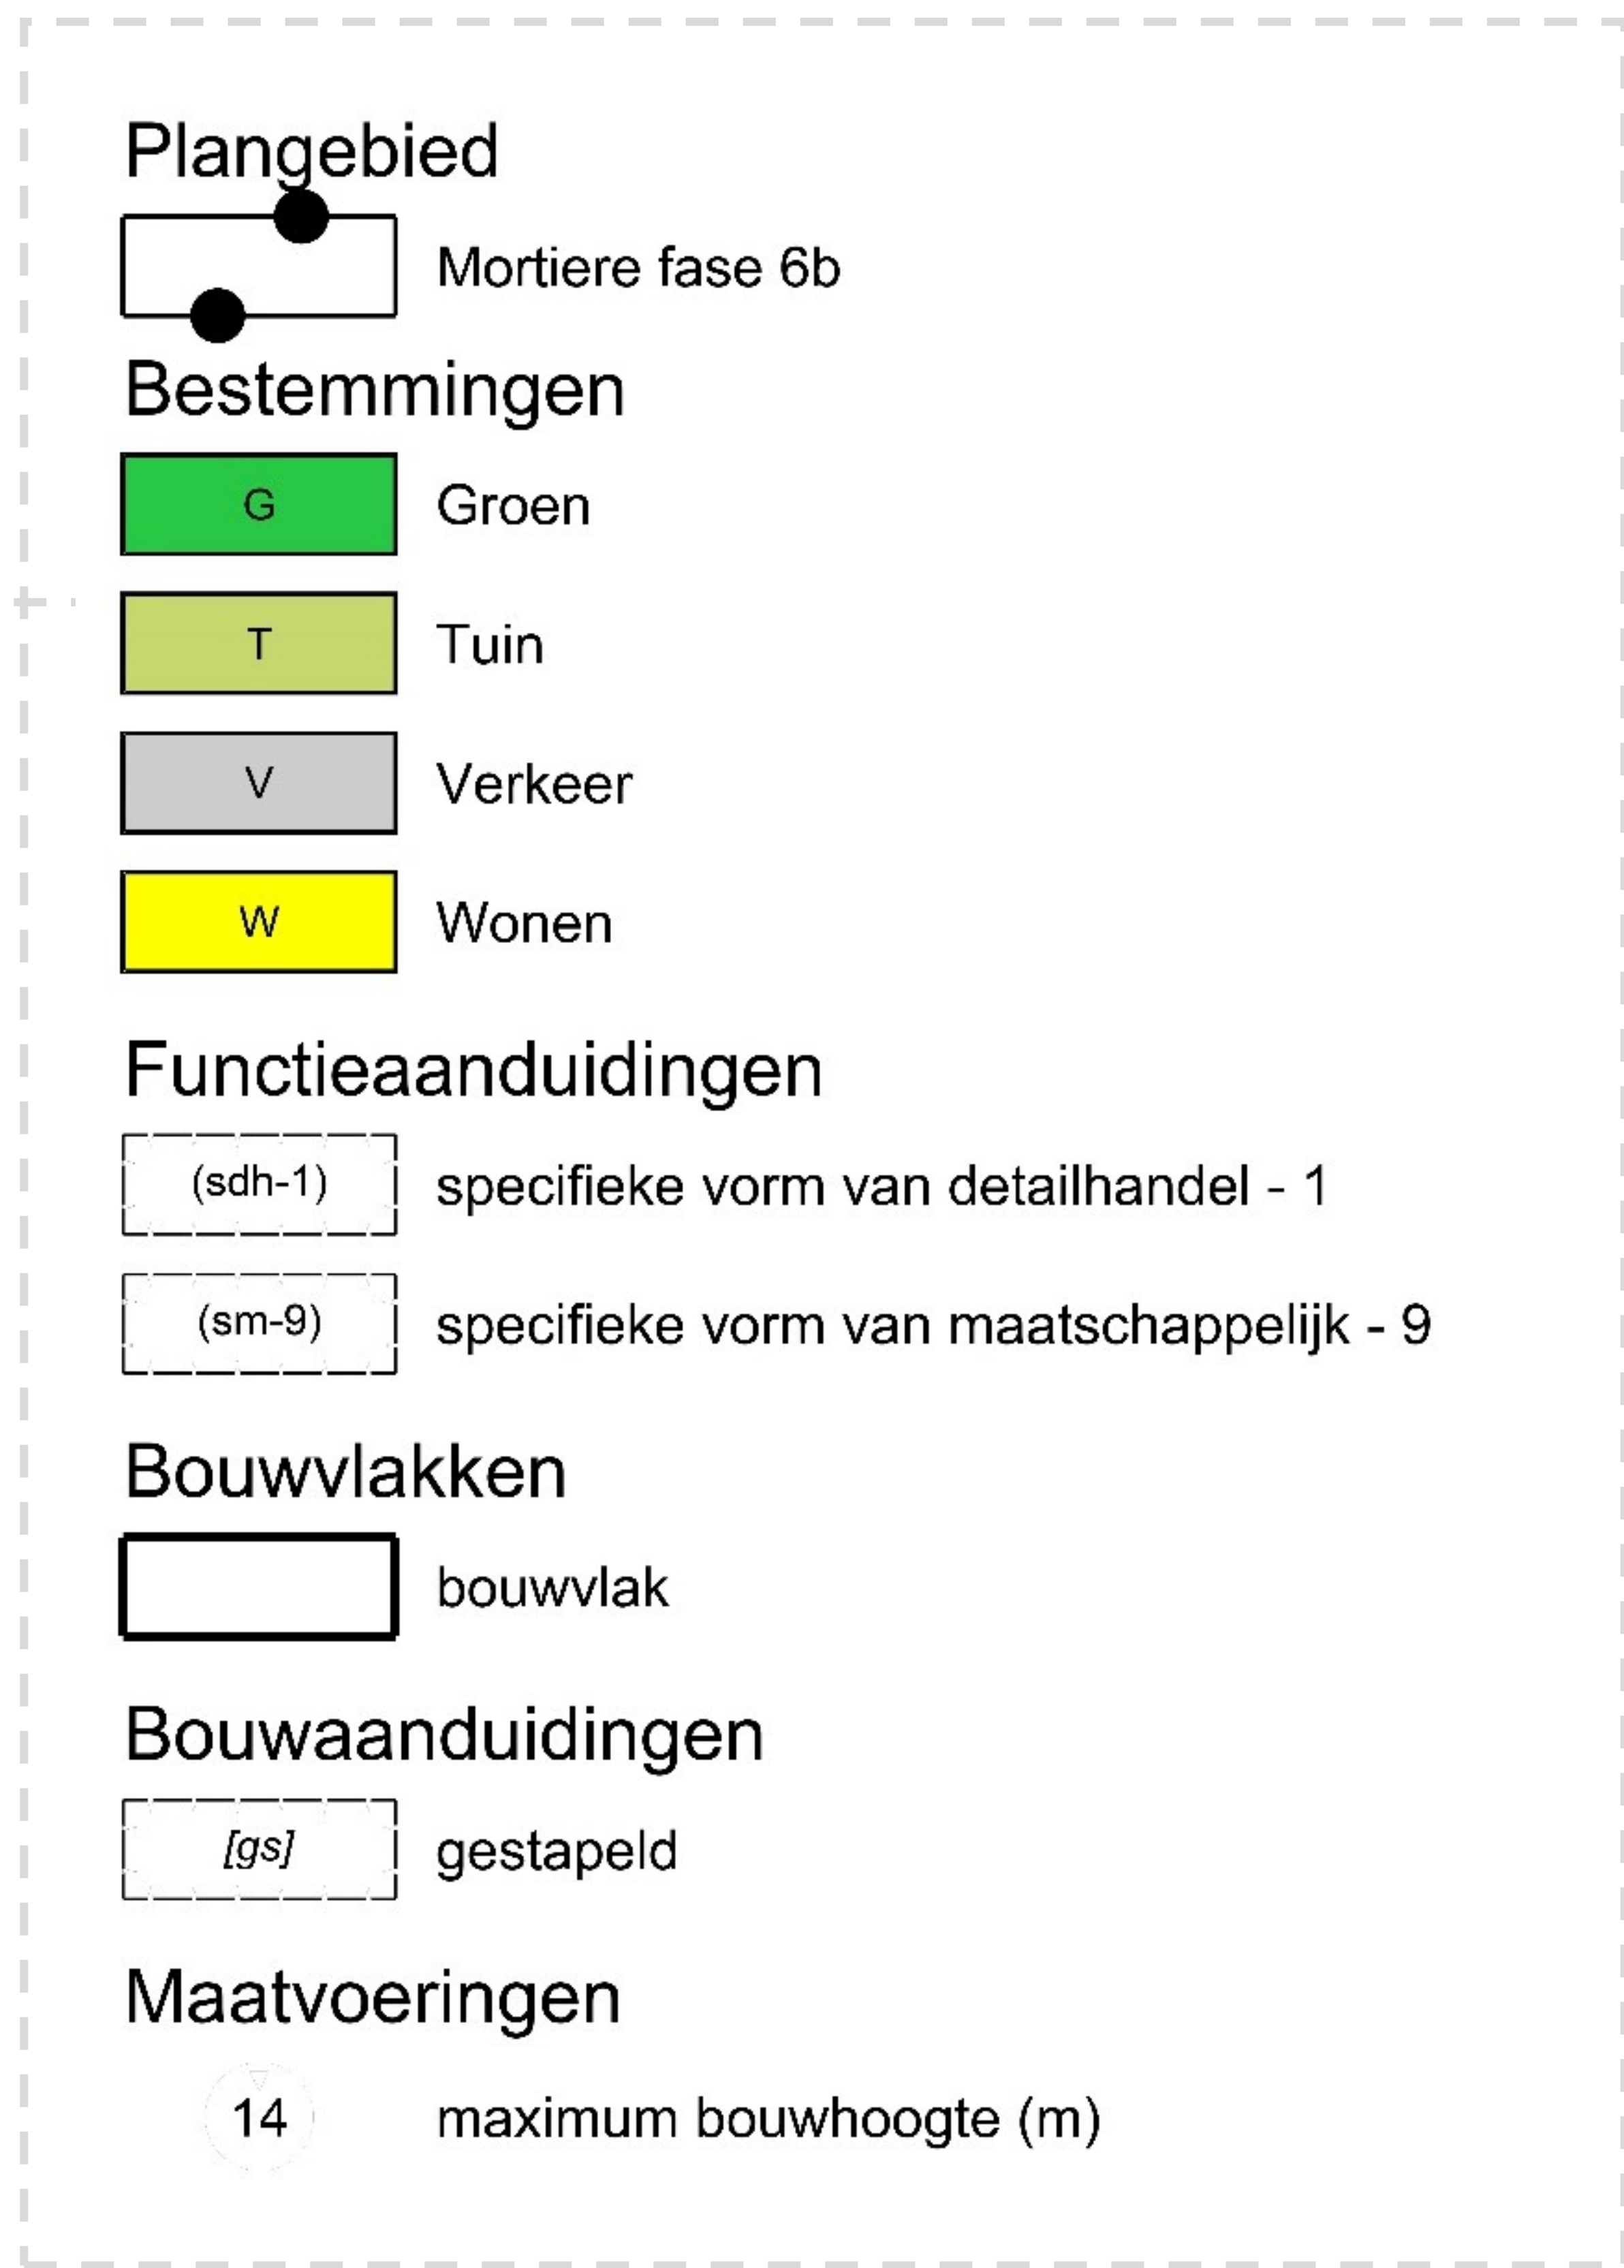 Plangebied
Mortiere fase 6b
Bestemmingen
G Groen
T Tuin
V Verkeer
W Wonen
Functieaanduidingen
(sdh-1) specifieke vorm van detailhandel - 1
(sm-9) specifieke vorm van maatschappelijk - 9
Bouwvlakken
bouwvlak
Bouwaanduidingen
[gs] gestapeld
Maatvoeringen
14 maximum bouwhoogte (m)